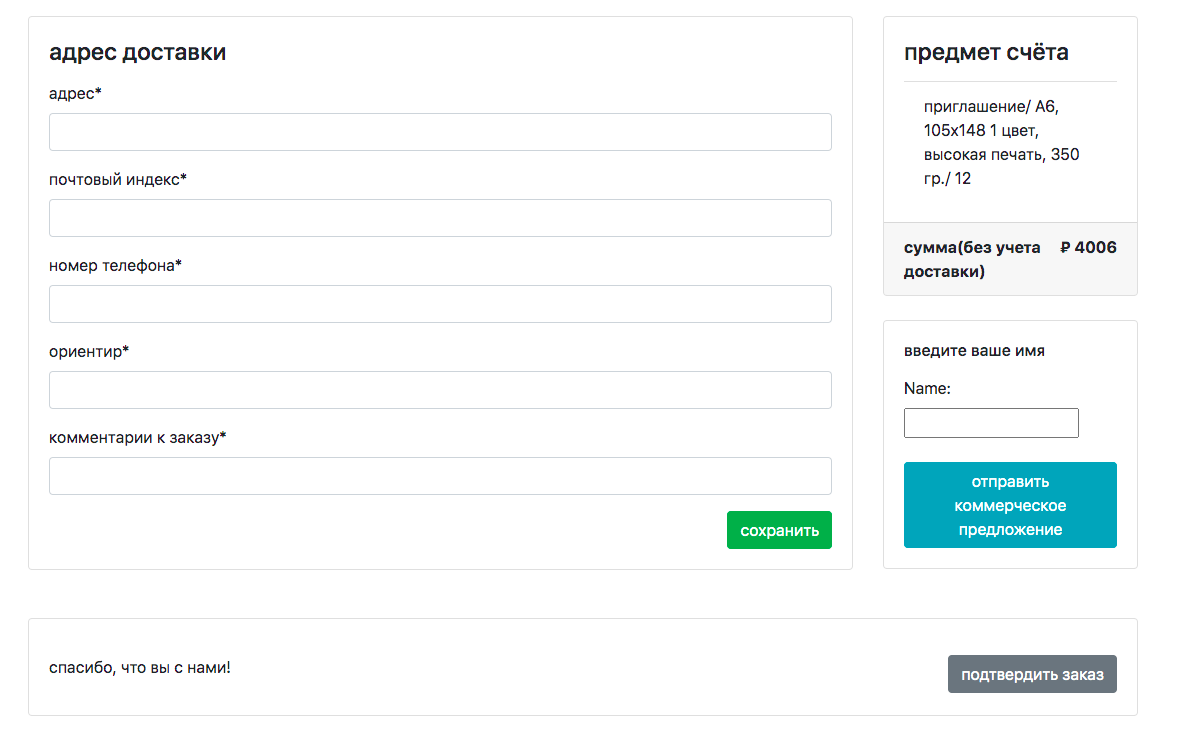 адрес доставки
адрес*
почтовый индекс*
номер телефона*
ориентир*
комментарии к заказу*
сохранить
предмет счёта
приглашение/ А6,
105х148 1 цвет,
высокая печать, 350
гр./ 12
сумма(без учета ₽ 4006
доставки)
введите ваше имя
Name:
отправить
коммерческое
предложение
спасибо, что вы с нами!
подтвердить заказ